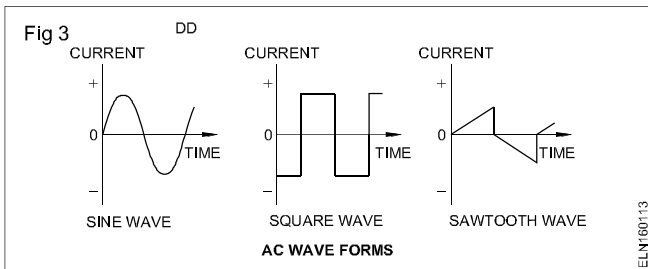 Fig 3
DD
CURRENT
+
0
TIME
–
SINE WAVE
CURRENT
+
0
TIME
–
SQUARE WAVE
CURRENT
+
0
TIME
–
SAWTOOTH WAVE
AC WAVE FORMS
ELN160113